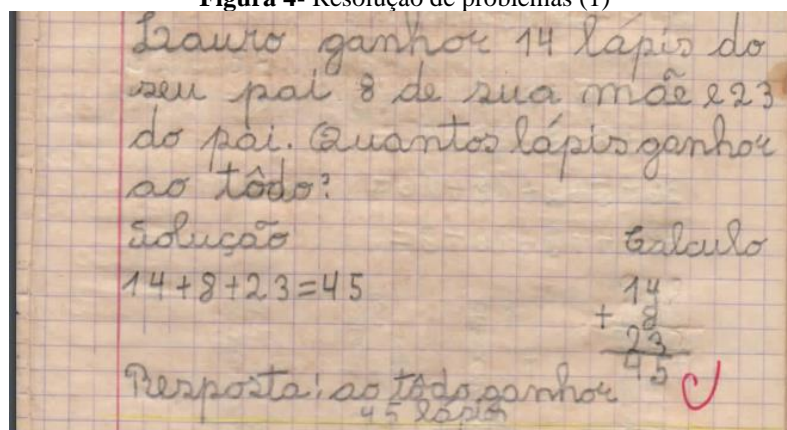 Figura 4- Resolução de problemas (1)
Lauro ganhou 14 lápis do
seu pai 8 de sua mãe e 23
do pai. Quantos lápis ganhou
ao tôdo?
Solução
Calculo
14+8+23=45
14
+ 8
23
45
Resposta: ao tôdo ganhou
45 lápis